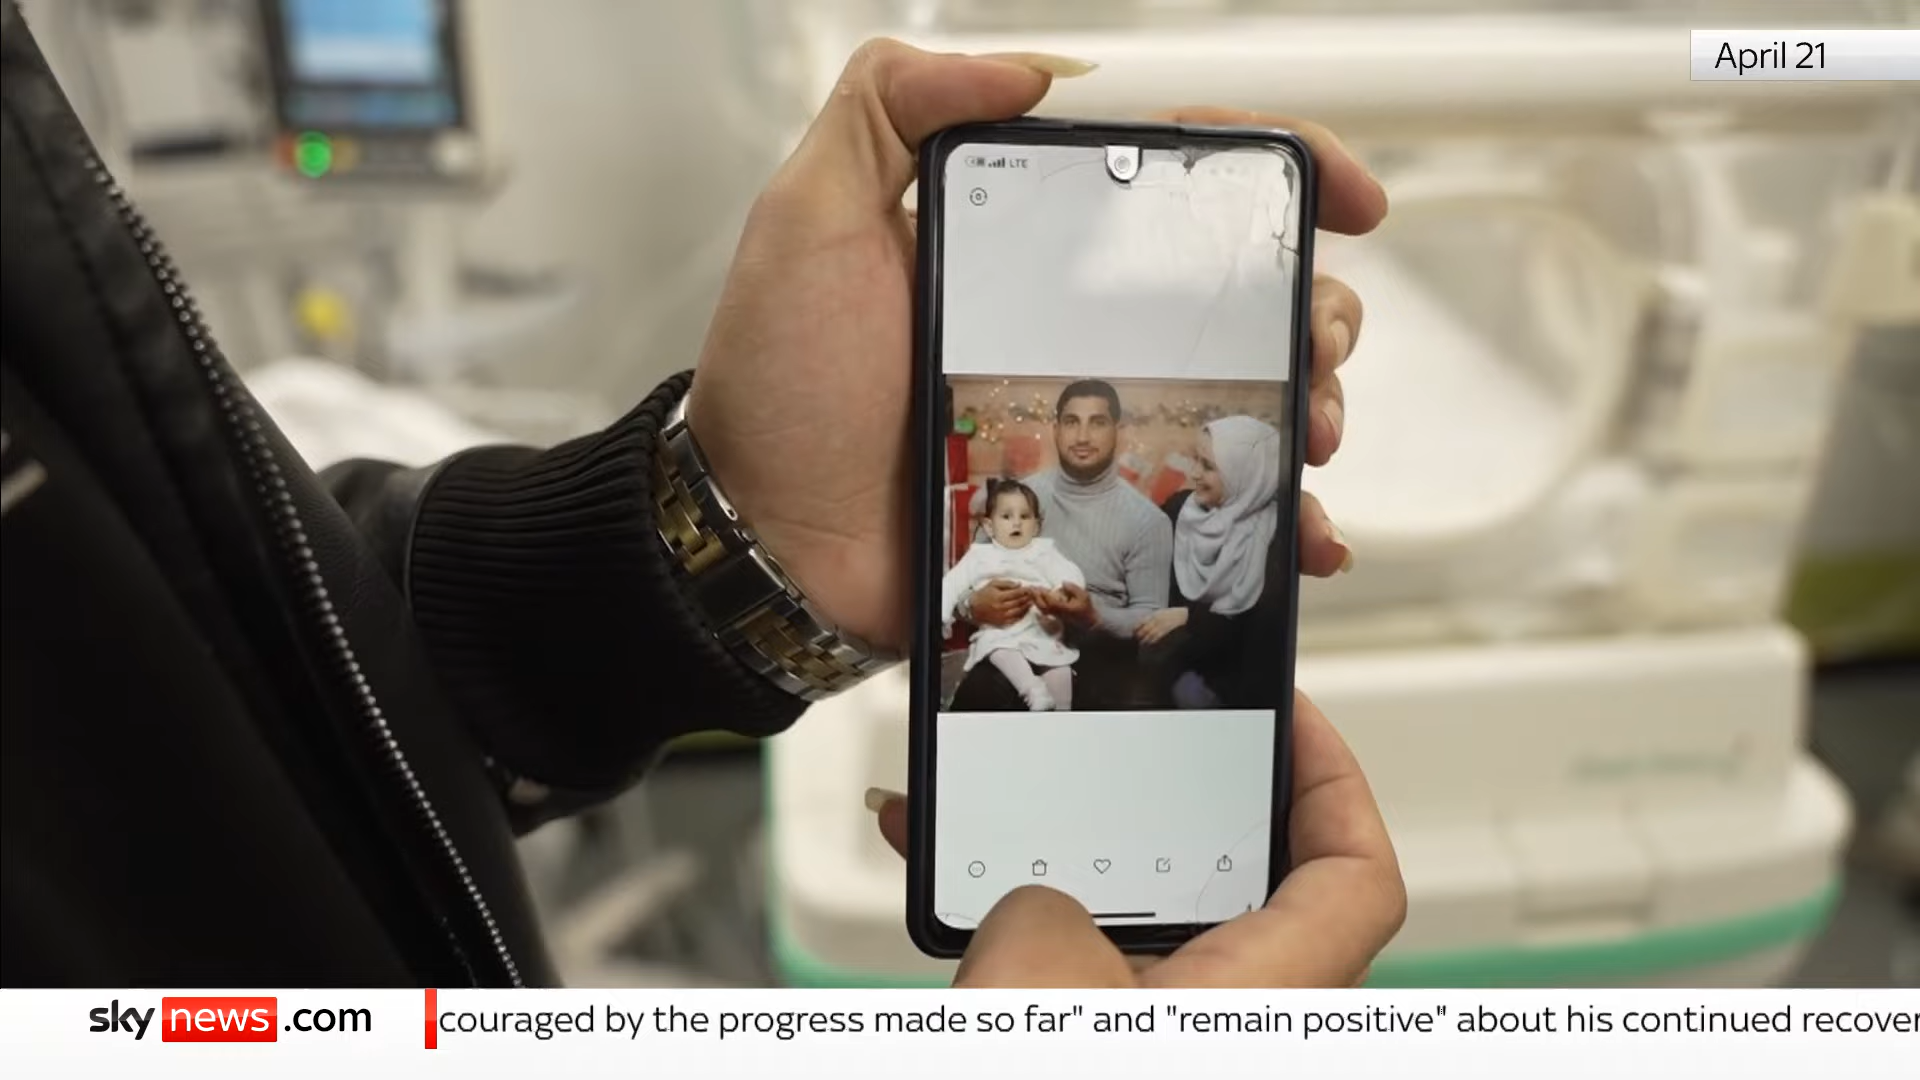 April 21
LTE
sky news .com
couraged by the progress made so far" and "remain positive" about his continued recover